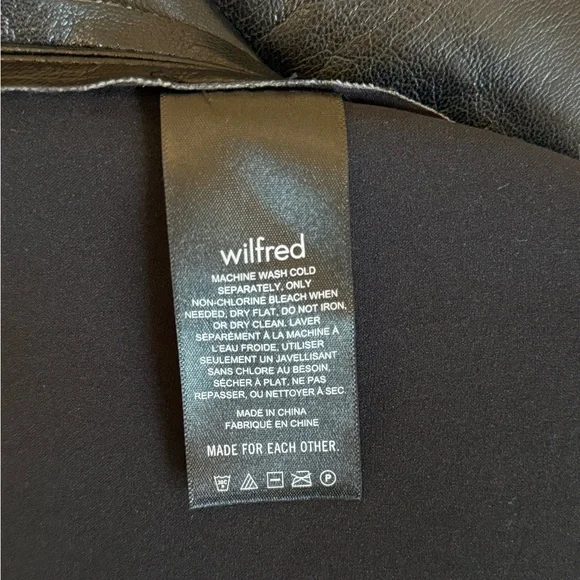 wilfred
MACHINE WASH COLD
SEPARATELY, ONLY
NON-CHLORINE BLEACH WHEN
NEEDED, DRY FLAT, DO NOT IRON,
OR DRY CLEAN. LAVER
SÉPARÉMENT À LA MACHINE À
L'EAU FROIDE, UTILISER
SEULEMENT UN JAVELLISANT
SANS CHLORE AU BESOIN,
SÉCHER À PLAT, NE PAS
REPASSER, OU NETTOYER À SEC.
MADE IN CHINA
FABRIQUÉ EN CHINE
MADE FOR EACH OTHER.
P